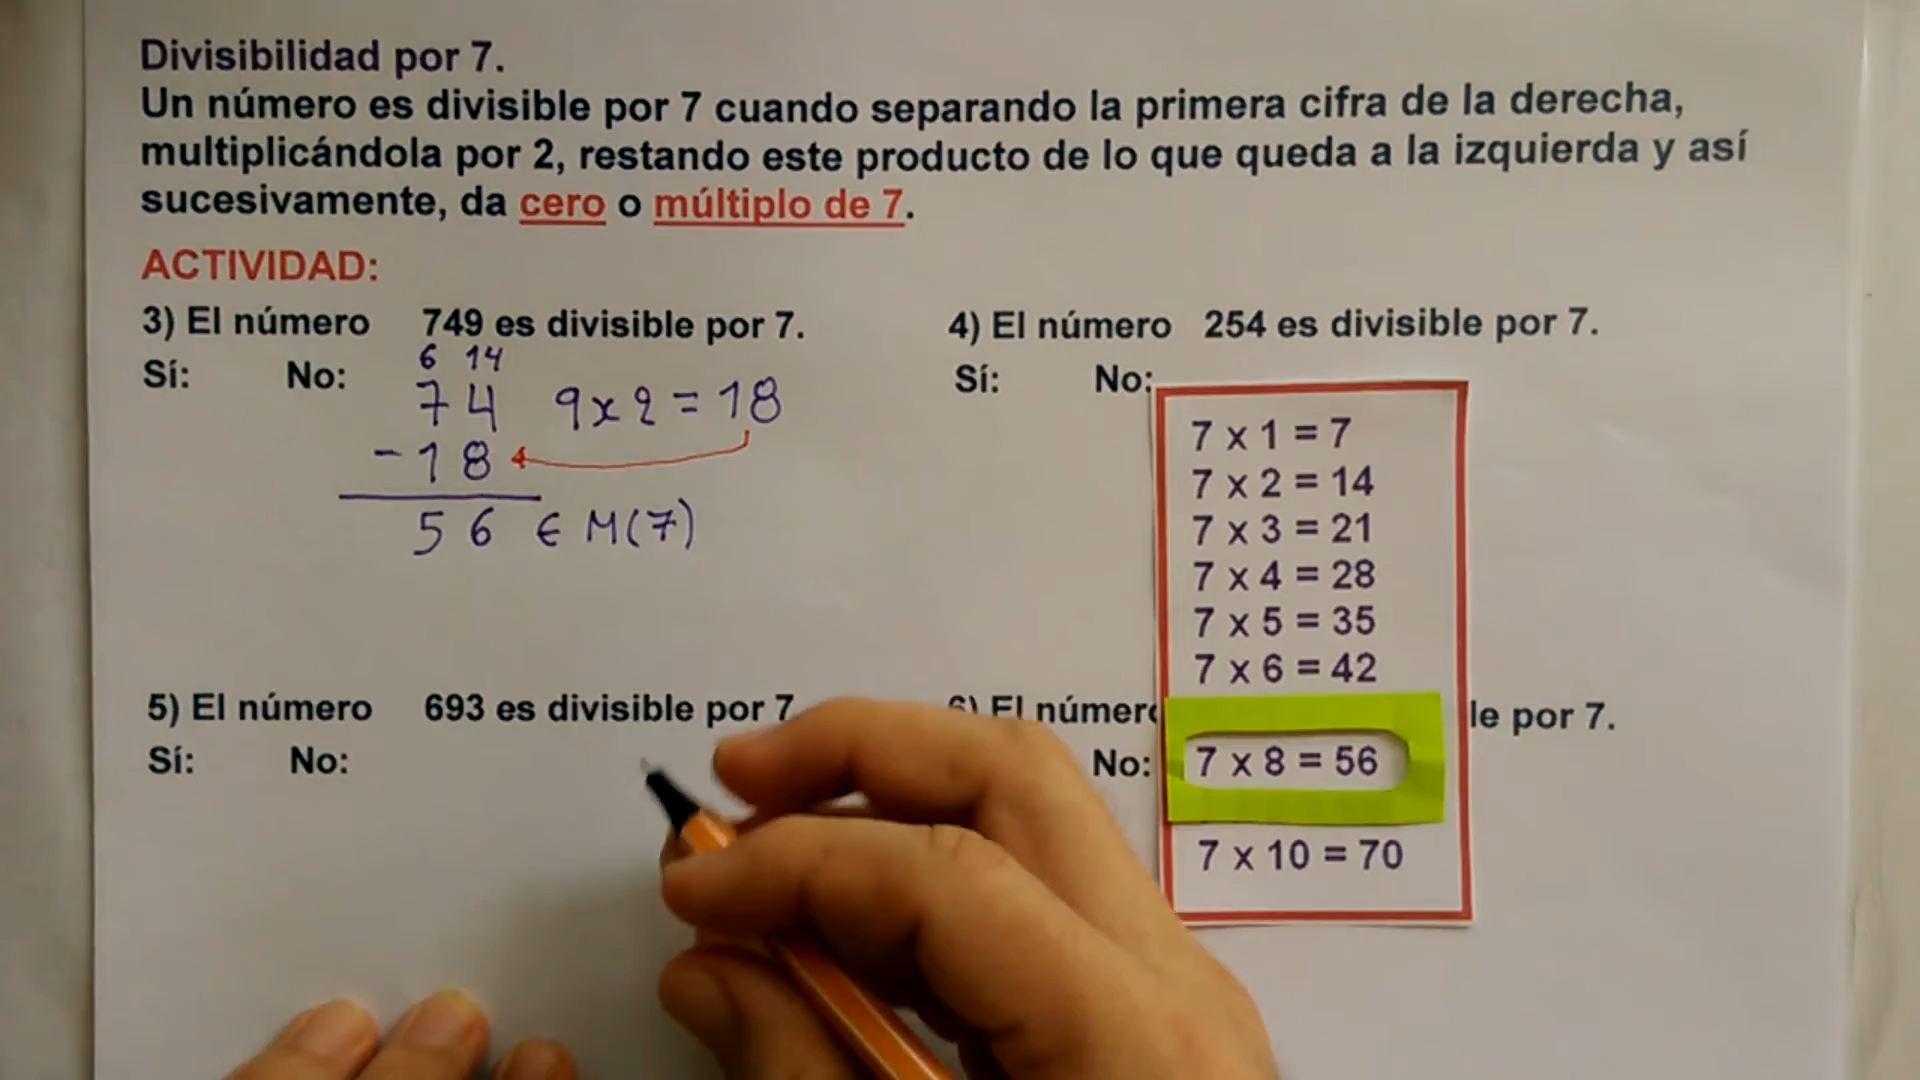 Divisibilidad por 7.
Un número es divisible por 7 cuando separando la primera cifra de la derecha,
multiplicándola por 2, restando este producto de lo que queda a la izquierda y así
sucesivamente, da cero o múltiplo de 7.
ACTIVIDAD:
3) El número 749 es divisible por 7.
Sí: No:
6 14
74 9x2=18
-18
56 ∈ M(7)
4) El número 254 es divisible por 7.
Sí: No:
7 x 1 = 7
7 x 2 = 14
7 x 3 = 21
7 x 4 = 28
7 x 5 = 35
7 x 6 = 42
7 x 8 = 56
7 x 10 = 70
5) El número 693 es divisible por 7
Sí: No:
6) El número le por 7.
No: